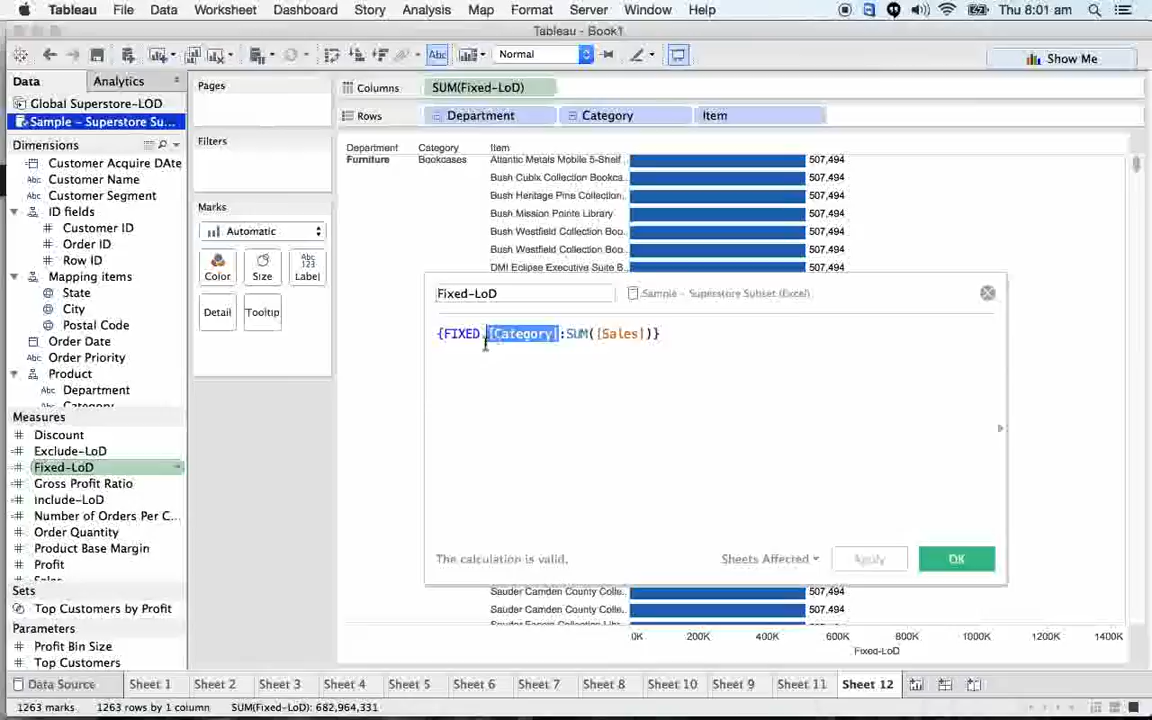 Tableau File Data Worksheet Dashboard Story Analysis Map Format Server Window Help Thu 8:01 am
Tableau - Book1
Abc Normal Show Me
Data Analytics
Global Superstore-LOD
Sample - Superstore Su...
Dimensions
Customer Acquire DAte
Abc Customer Name
Abc Customer Segment
ID fields
# Customer ID
# Order ID
# Row ID
Mapping items
State
City
Postal Code
Order Date
Abc Order Priority
Product
Abc Department
Measures
# Discount
Exclude-LoD
Fixed-LoD
Gross Profit Ratio
Include-LoD
Number of Orders Per C...
# Order Quantity
# Product Base Margin
# Profit
Sets
Top Customers by Profit
Parameters
# Profit Bin Size
# Top Customers
Pages
Filters
Marks
Automatic
Color Size Abc 123 Label
Detail Tooltip
Columns SUM(Fixed-LoD)
Rows Department Category Item
Department Category Item
Furniture Bookcases Atlantic Metals Mobile 5-Shelf.. 507,494
Bush Cubix Collection Bookca... 507,494
Bush Heritage Pine Collection.. 507,494
Bush Mission Pointe Library 507,494
Bush Westfield Collection Boo.. 507,494
Bush Westfield Collection Boo.. 507,494
DMI Eclipse Executive Suite B.. 507,494
Fixed-LoD Sample - Superstore Subset (Excel)
{FIXED [Category]:SUM([Sales])}
The calculation is valid. Sheets Affected Apply OK
Sauder Camden County Colle.. 507,494
Sauder Camden County Colle.. 507,494
0K 200K 400K 600K 800K 1000K 1200K 1400K
Fixed-LoD
Data Source Sheet 1 Sheet 2 Sheet 3 Sheet 4 Sheet 5 Sheet 6 Sheet 7 Sheet 8 Sheet 10 Sheet 9 Sheet 11 Sheet 12
1263 marks 1263 rows by 1 column SUM(Fixed-LoD): 682,964,331